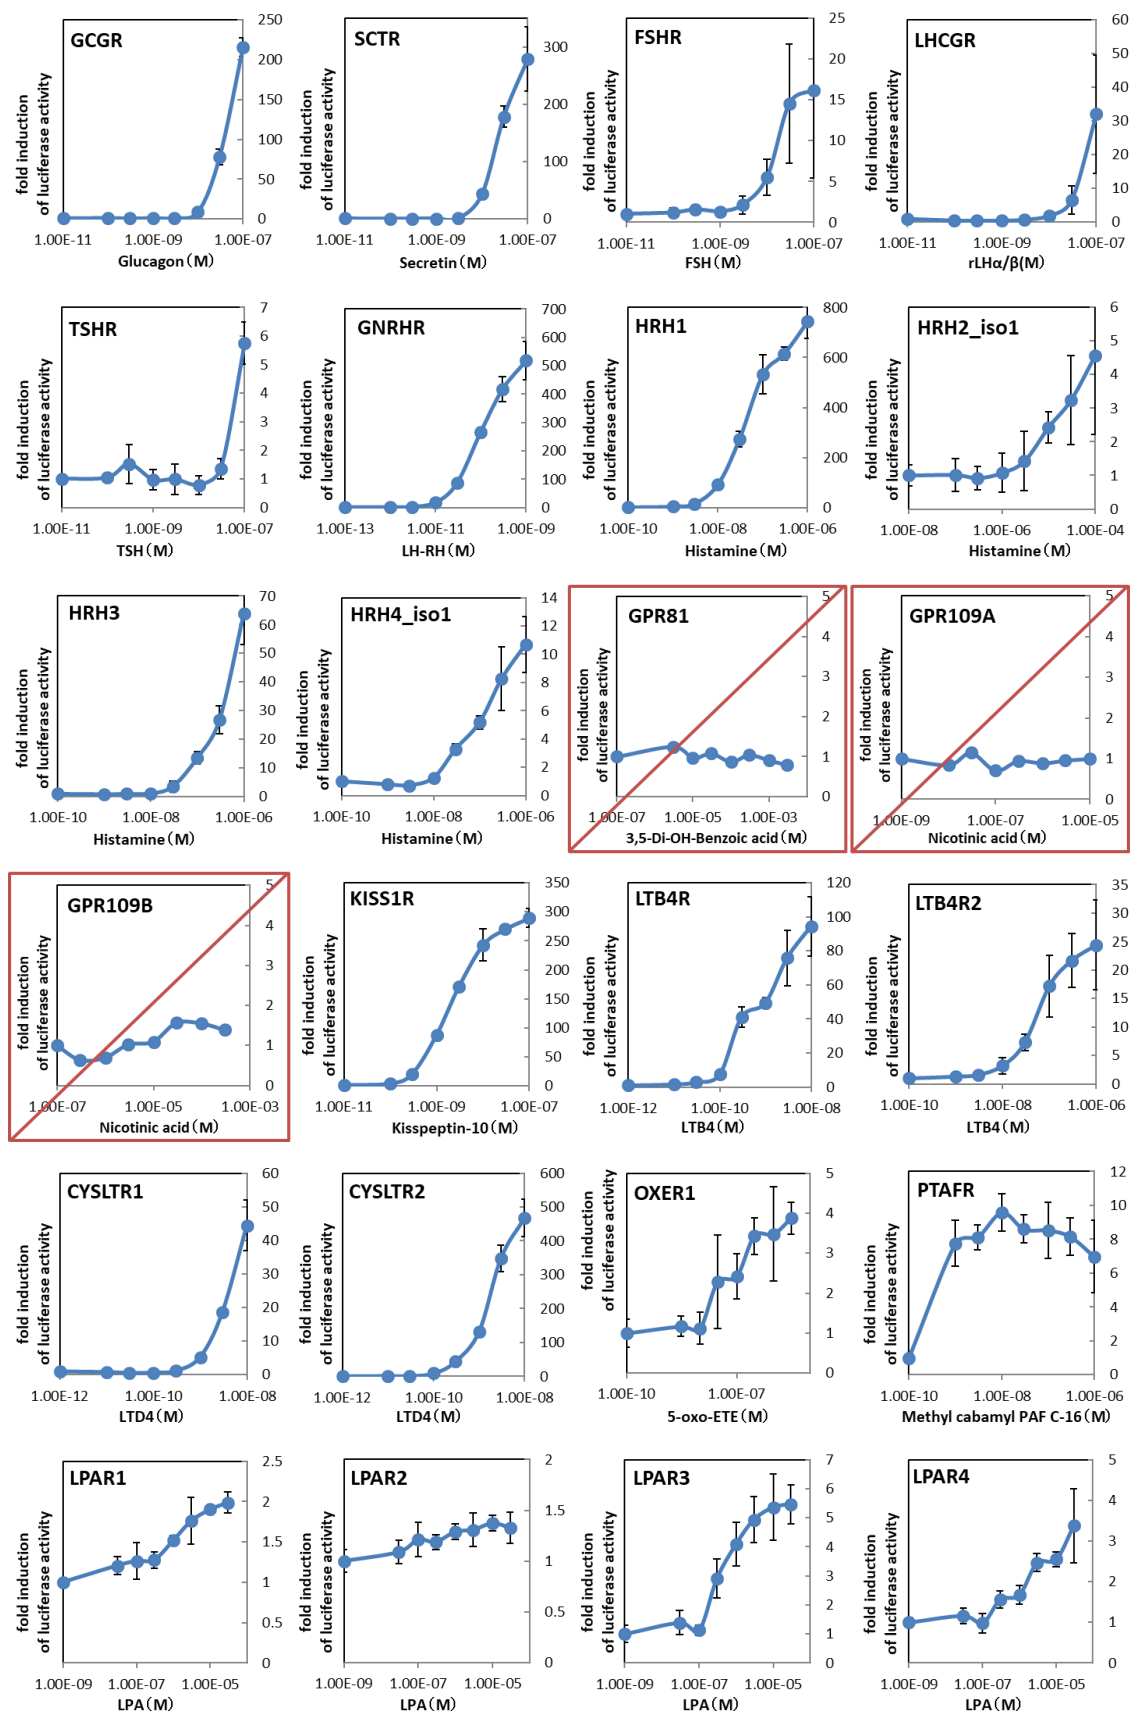 GCGR
fold induction
of luciferase activity
250
200
150
100
50
0
1.00E-11 1.00E-09 1.00E-07
Glucagon(M)
SCTR
fold induction
of luciferase activity
300
200
100
0
1.00E-11 1.00E-09 1.00E-07
Secretin(M)
FSHR
fold induction
of luciferase activity
25
20
15
10
5
0
1.00E-11 1.00E-09 1.00E-07
FSH(M)
LHCGR
fold induction
of luciferase activity
60
50
40
30
20
10
0
1.00E-11 1.00E-09 1.00E-07
rLHα/β(M)
TSHR
fold induction
of luciferase activity
7
6
5
4
3
2
1
0
1.00E-11 1.00E-09 1.00E-07
TSH(M)
GNRHR
fold induction
of luciferase activity
700
600
500
400
300
200
100
0
1.00E-13 1.00E-11 1.00E-09
LH-RH(M)
HRH1
fold induction
of luciferase activity
800
600
400
200
0
1.00E-10 1.00E-08 1.00E-06
Histamine(M)
HRH2_iso1
fold induction
of luciferase activity
6
5
4
3
2
1
0
1.00E-08 1.00E-06 1.00E-04
Histamine(M)
HRH3
fold induction
of luciferase activity
70
60
50
40
30
20
10
0
1.00E-10 1.00E-08 1.00E-06
Histamine(M)
HRH4_iso1
fold induction
of luciferase activity
14
12
10
8
6
4
2
0
1.00E-10 1.00E-08 1.00E-06
Histamine(M)
GPR81
fold induction
of luciferase activity
5
4
3
2
1
0
1.00E-07 1.00E-05 1.00E-03
3,5-Di-OH-Benzoic acid(M)
GPR109A
fold induction
of luciferase activity
5
4
3
2
1
0
1.00E-09 1.00E-07 1.00E-05
Nicotinic acid(M)
GPR109B
fold induction
of luciferase activity
5
4
3
2
1
0
1.00E-07 1.00E-05 1.00E-03
Nicotinic acid(M)
KISS1R
fold induction
of luciferase activity
350
300
250
200
150
100
50
0
1.00E-11 1.00E-09 1.00E-07
Kisspeptin-10(M)
LTB4R
fold induction
of luciferase activity
120
100
80
60
40
20
0
1.00E-12 1.00E-10 1.00E-08
LTB4(M)
LTB4R2
fold induction
of luciferase activity
35
30
25
20
15
10
5
0
1.00E-10 1.00E-08 1.00E-06
LTB4(M)
CYSLTR1
fold induction
of luciferase activity
60
50
40
30
20
10
0
1.00E-12 1.00E-10 1.00E-08
LTD4(M)
CYSLTR2
fold induction
of luciferase activity
600
500
400
300
200
100
0
1.00E-12 1.00E-10 1.00E-08
LTD4(M)
OXER1
fold induction
of luciferase activity
5
4
3
2
1
0
1.00E-10 1.00E-07
5-oxo-ETE(M)
PTAFR
fold induction
of luciferase activity
12
10
8
6
4
2
0
1.00E-10 1.00E-08 1.00E-06
Methyl cabamyl PAF C-16(M)
LPAR1
fold induction
of luciferase activity
2.5
2
1.5
1
0.5
0
1.00E-09 1.00E-07 1.00E-05
LPA(M)
LPAR2
fold induction
of luciferase activity
2
1.5
1
0.5
0
1.00E-09 1.00E-07 1.00E-05
LPA(M)
LPAR3
fold induction
of luciferase activity
7
6
5
4
3
2
1
0
1.00E-09 1.00E-07 1.00E-05
LPA(M)
LPAR4
fold induction
of luciferase activity
5
4
3
2
1
0
1.00E-09 1.00E-07 1.00E-05
LPA(M)